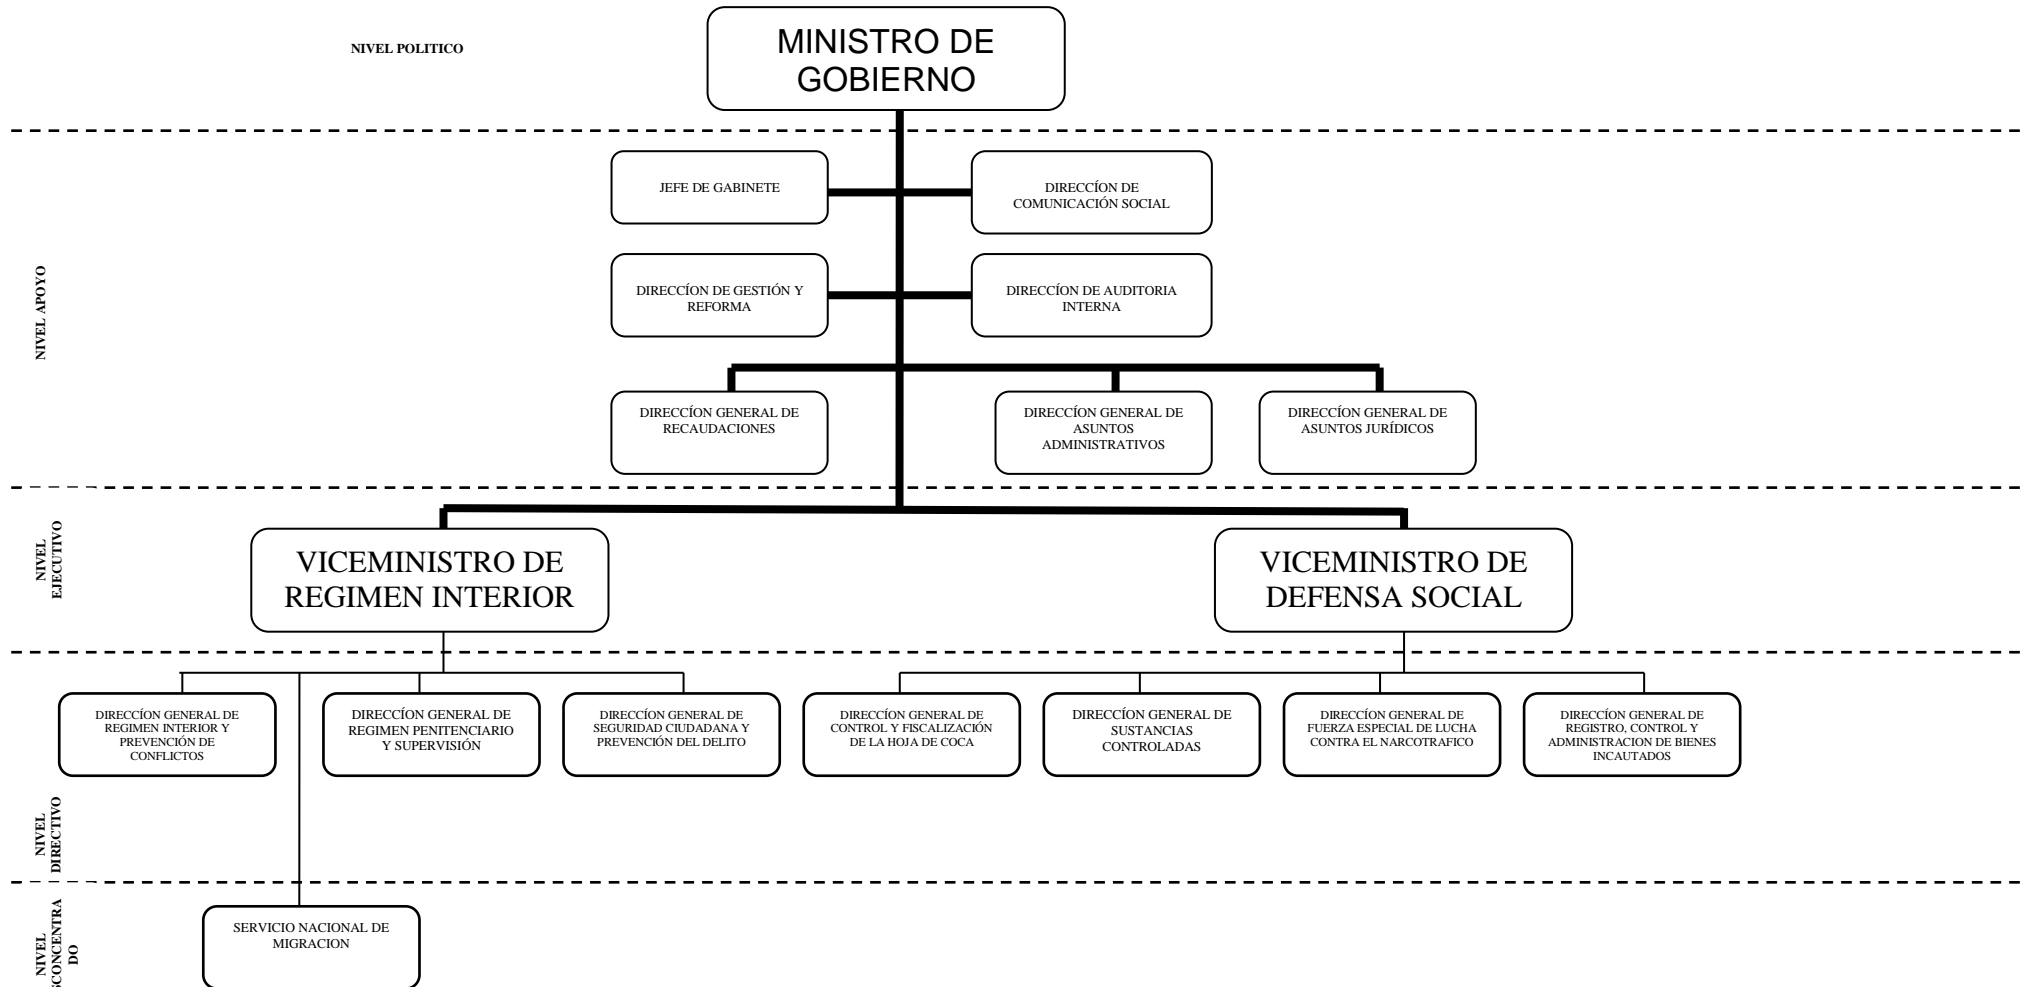 NIVEL POLITICO
MINISTRO DE
GOBIERNO
NIVEL APOYO
JEFE DE GABINETE
DIRECCÍON DE
COMUNICACIÓN SOCIAL
DIRECCÍON DE GESTIÓN Y
REFORMA
DIRECCÍON DE AUDITORIA
INTERNA
DIRECCÍON GENERAL DE
RECAUDACIONES
DIRECCÍON GENERAL DE
ASUNTOS
ADMINISTRATIVOS
DIRECCÍON GENERAL DE
ASUNTOS JURÍDICOS
NIVEL
EJECUTIVO
VICEMINISTRO DE
REGIMEN INTERIOR
VICEMINISTRO DE
DEFENSA SOCIAL
DIRECCÍON GENERAL DE
REGIMEN INTERIOR Y
PREVENCIÓN DE
CONFLICTOS
DIRECCÍON GENERAL DE
REGIMEN PENITENCIARIO
Y SUPERVISIÓN
DIRECCÍON GENERAL DE
SEGURIDAD CIUDADANA Y
PREVENCIÓN DEL DELITO
DIRECCÍON GENERAL DE
CONTROL Y FISCALIZACIÓN
DE LA HOJA DE COCA
DIRECCÍON GENERAL DE
SUSTANCIAS
CONTROLADAS
DIRECCÍON GENERAL DE
FUERZA ESPECIAL DE LUCHA
CONTRA EL NARCOTRAFICO
DIRECCÍON GENERAL DE
REGISTRO, CONTROL Y
ADMINISTRACION DE BIENES
INCAUTADOS
NIVEL
DIRECTIVO
NIVEL
SCONCENTRA
DO
SERVICIO NACIONAL DE
MIGRACION